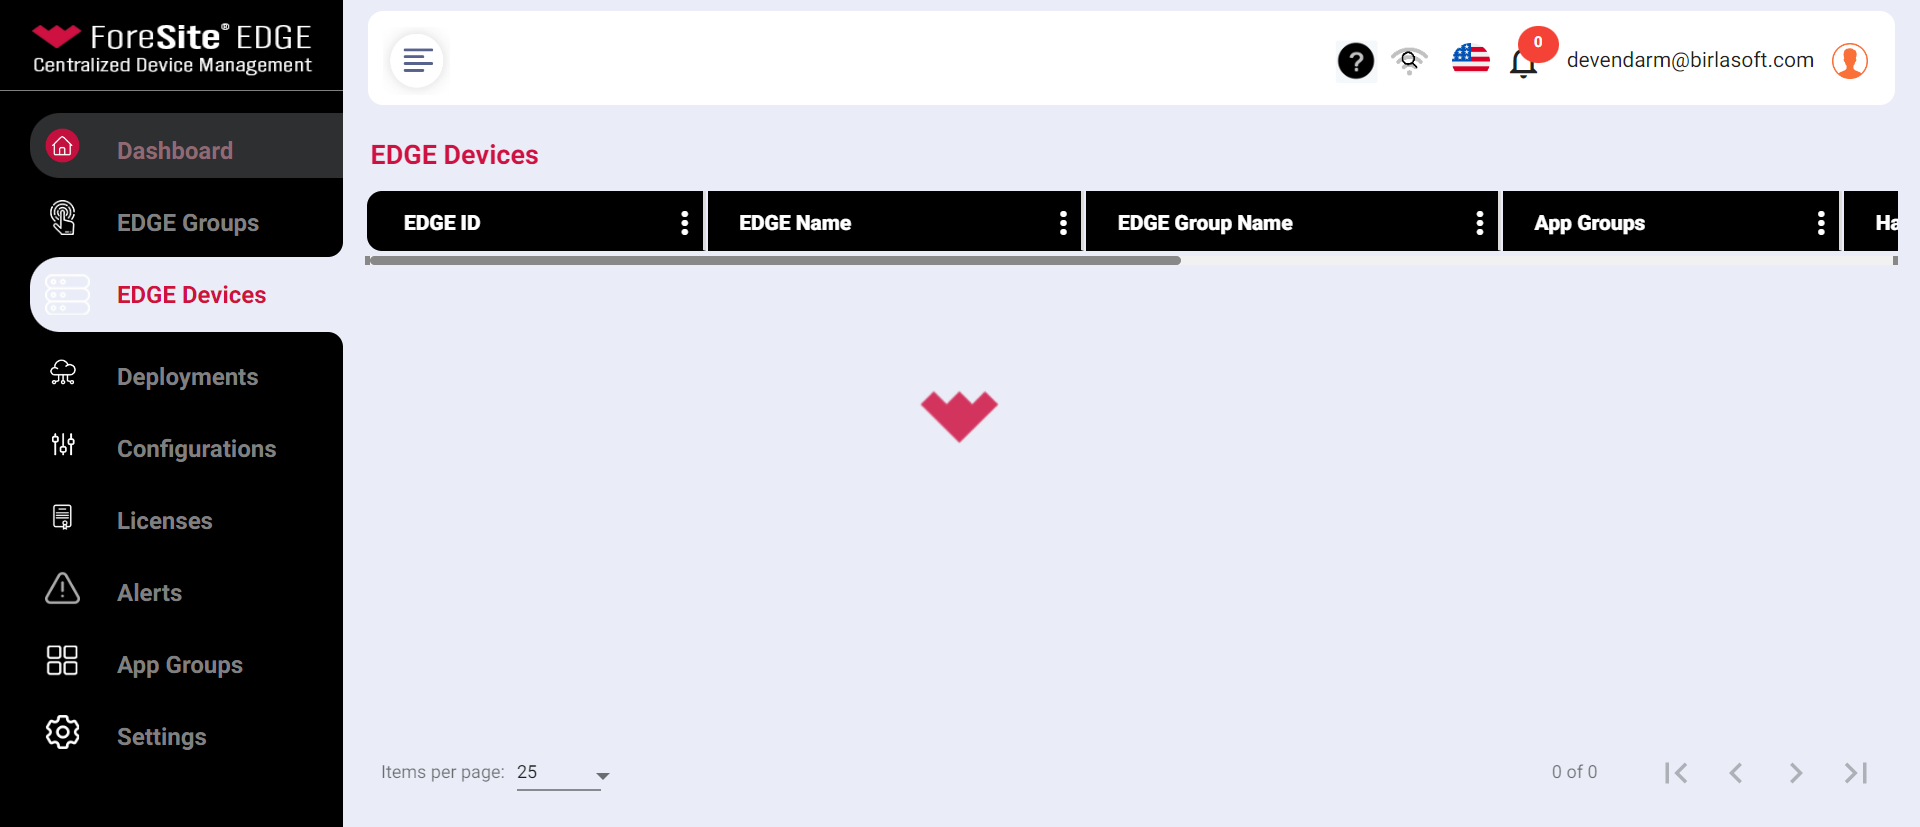 ForeSite® EDGE
Centralized Device Management
Dashboard
EDGE Groups
EDGE Devices
Deployments
Configurations
Licenses
Alerts
App Groups
Settings
?
0
devendarm@birlasoft.com
EDGE Devices
EDGE ID
EDGE Name
EDGE Group Name
App Groups
Ha
Items per page: 25
0 of 0